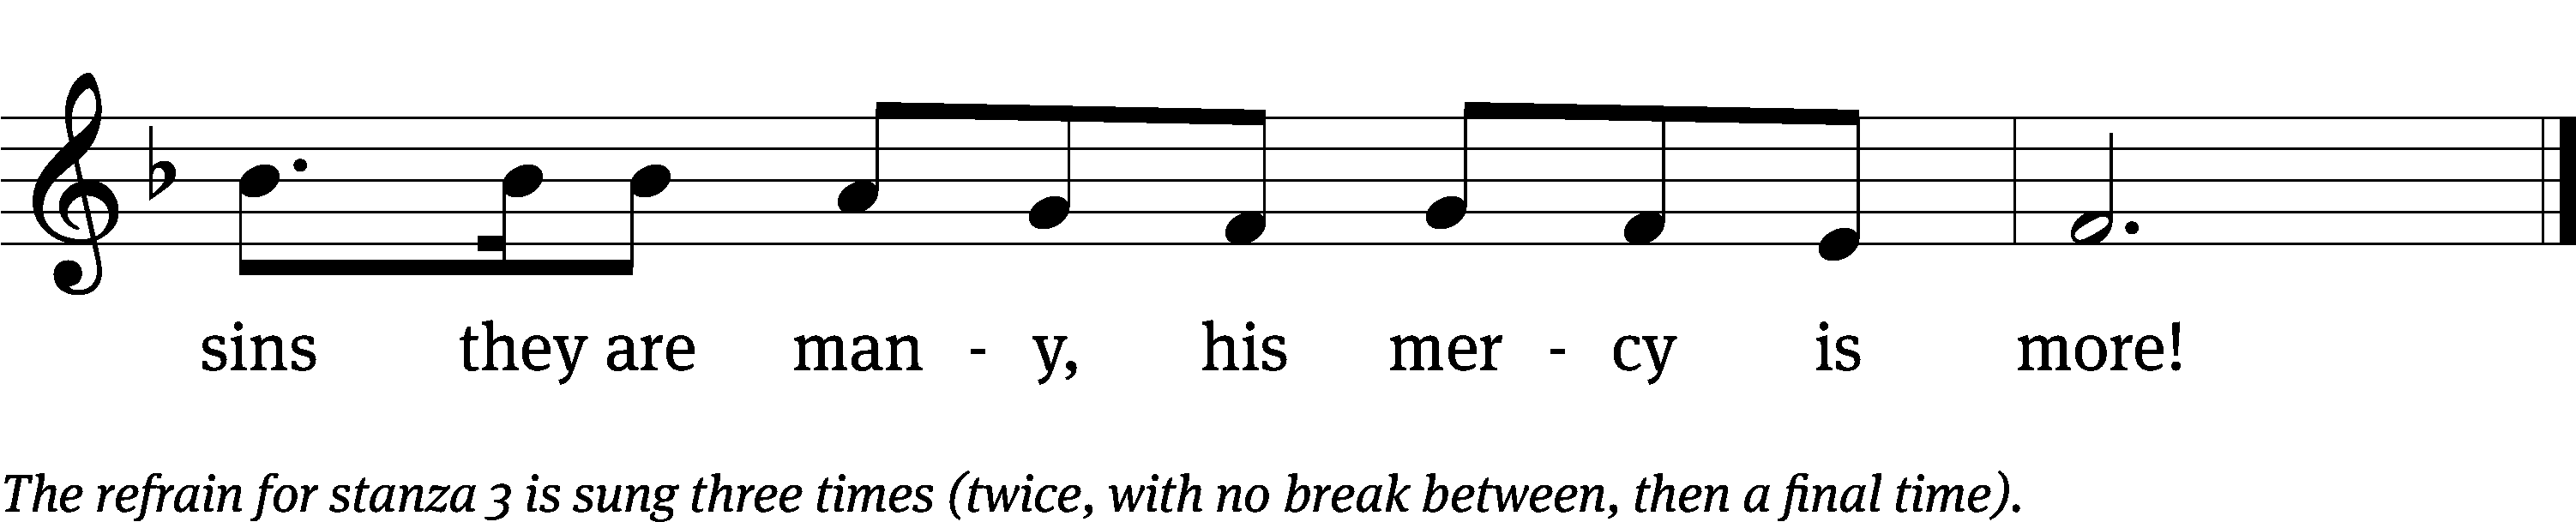 sins they are man - y, his mer - cy is more!
The refrain for stanza 3 is sung three times (twice, with no break between, then a final time).